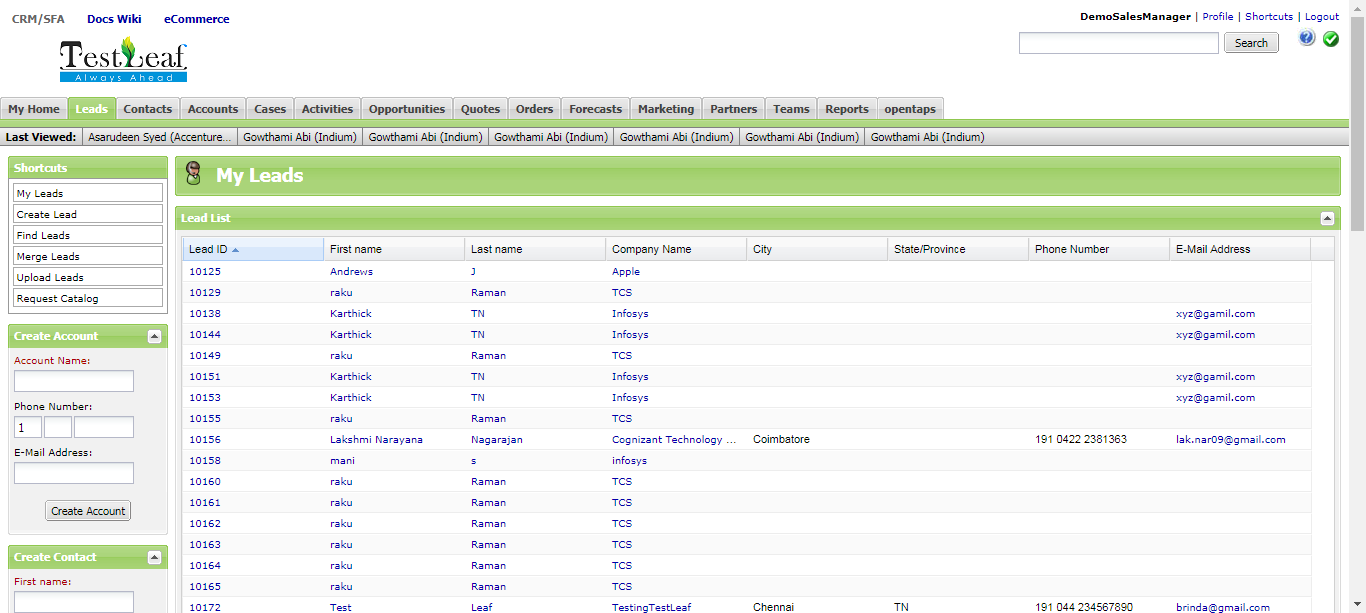 CRM/SFA Docs Wiki eCommerce
DemoSalesManager | Profile | Shortcuts | Logout
Search
TestLeaf
Always Ahead
My Home Leads Contacts Accounts Cases Activities Opportunities Quotes Orders Forecasts Marketing Partners Teams Reports opentaps
Last Viewed: Asarudeen Syed (Accenture... Gowthami Abi (Indium) Gowthami Abi (Indium) Gowthami Abi (Indium) Gowthami Abi (Indium) Gowthami Abi (Indium) Gowthami Abi (Indium)
Shortcuts
My Leads
Create Lead
Find Leads
Merge Leads
Upload Leads
Request Catalog
Create Account
Account Name:
Phone Number:
1
E-Mail Address:
Create Account
Create Contact
First name:
My Leads
Lead List
Lead ID First name Last name Company Name City State/Province Phone Number E-Mail Address
10125 Andrews J Apple
10129 raku Raman TCS
10138 Karthick TN Infosys xyz@gamil.com
10144 Karthick TN Infosys xyz@gamil.com
10149 raku Raman TCS
10151 Karthick TN Infosys xyz@gamil.com
10153 Karthick TN Infosys xyz@gamil.com
10155 raku Raman TCS
10156 Lakshmi Narayana Nagarajan Cognizant Technology ... Coimbatore 191 0422 2381363 lak.nar09@gmail.com
10158 mani s infosys
10160 raku Raman TCS
10161 raku Raman TCS
10162 raku Raman TCS
10163 raku Raman TCS
10164 raku Raman TCS
10165 raku Raman TCS
10172 Test Leaf TestingTestLeaf Chennai TN 191 044 234567890 brinda@gmail.com